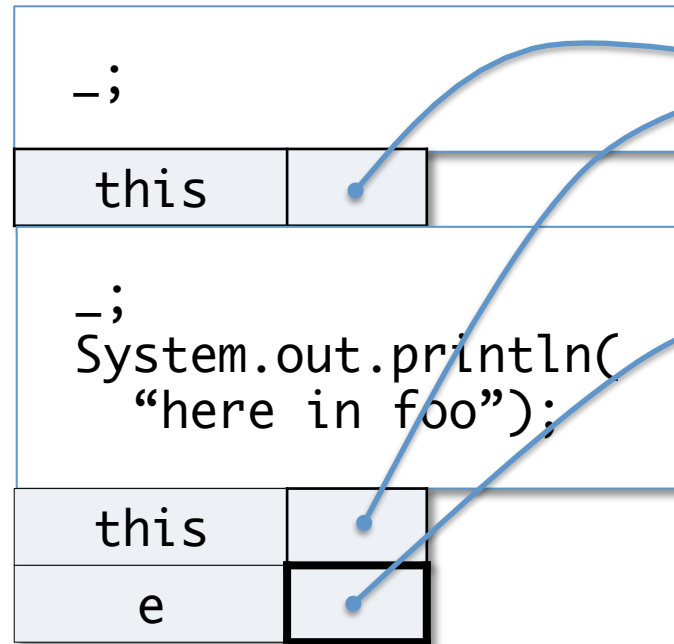 _;
this
_;
System.out.println(
“here in foo”);
this
e